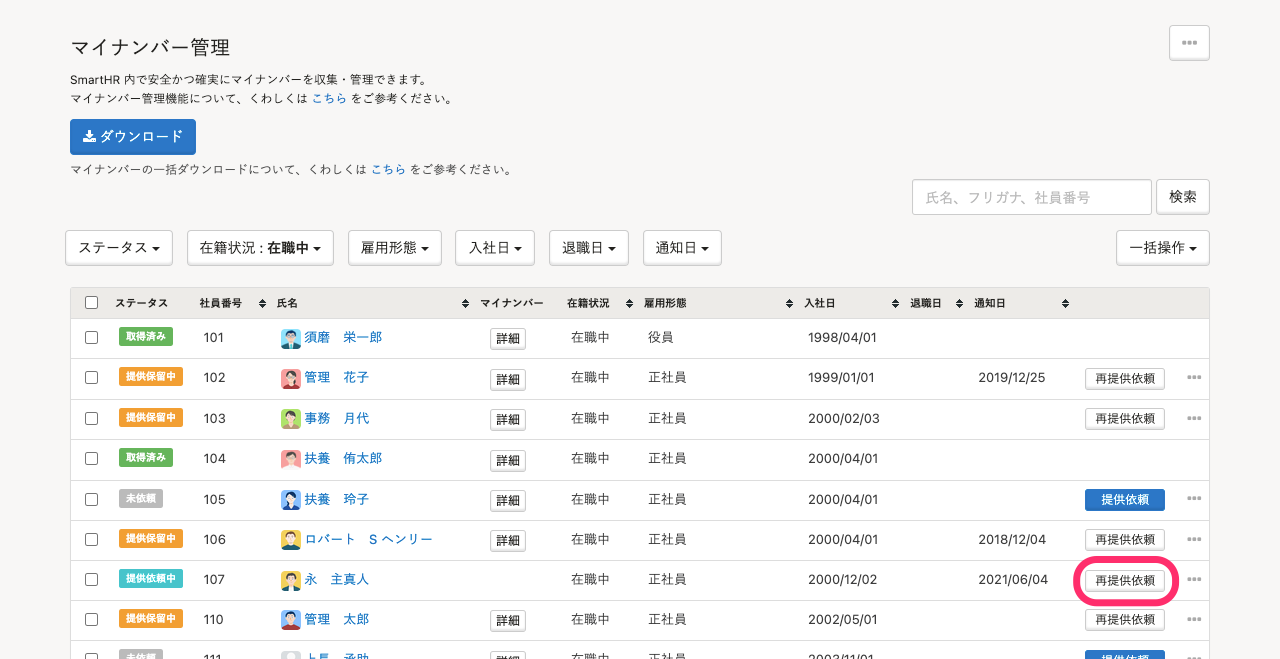 マイナンバー管理
SmartHR 内で安全かつ確実にマイナンバーを収集・管理できます。
マイナンバー管理機能について、くわしくは こちら をご参考ください。
ダウンロード
マイナンバーの一括ダウンロードについて、くわしくは こちら をご参考ください。
氏名、フリガナ、社員番号 検索
ステータス 在籍状況 : 在職中 雇用形態 入社日 退職日 通知日 一括操作
ステータス 社員番号 氏名 マイナンバー 在籍状況 雇用形態 入社日 退職日 通知日
取得済み 101 須磨 栄一郎 詳細 在職中 役員 1998/04/01
提供保留中 102 管理 花子 詳細 在職中 正社員 1999/01/01 2019/12/25 再提供依頼
提供保留中 103 事務 月代 詳細 在職中 正社員 2000/02/03 再提供依頼
取得済み 104 扶養 侑太郎 詳細 在職中 正社員 2000/04/01
未依頼 105 扶養 玲子 詳細 在職中 正社員 2000/04/01 提供依頼
提供保留中 106 ロバート S ヘンリー 詳細 在職中 正社員 2000/04/01 2018/12/04 再提供依頼
提供依頼中 107 永 主真人 在職中 正社員 2000/12/02 2021/06/04 再提供依頼
提供保留中 110 管理 太郎 詳細 在職中 正社員 2002/05/01 再提供依頼
未依頼 111 上長 承助 詳細 在職中 正社員 2003/11/01 提供依頼